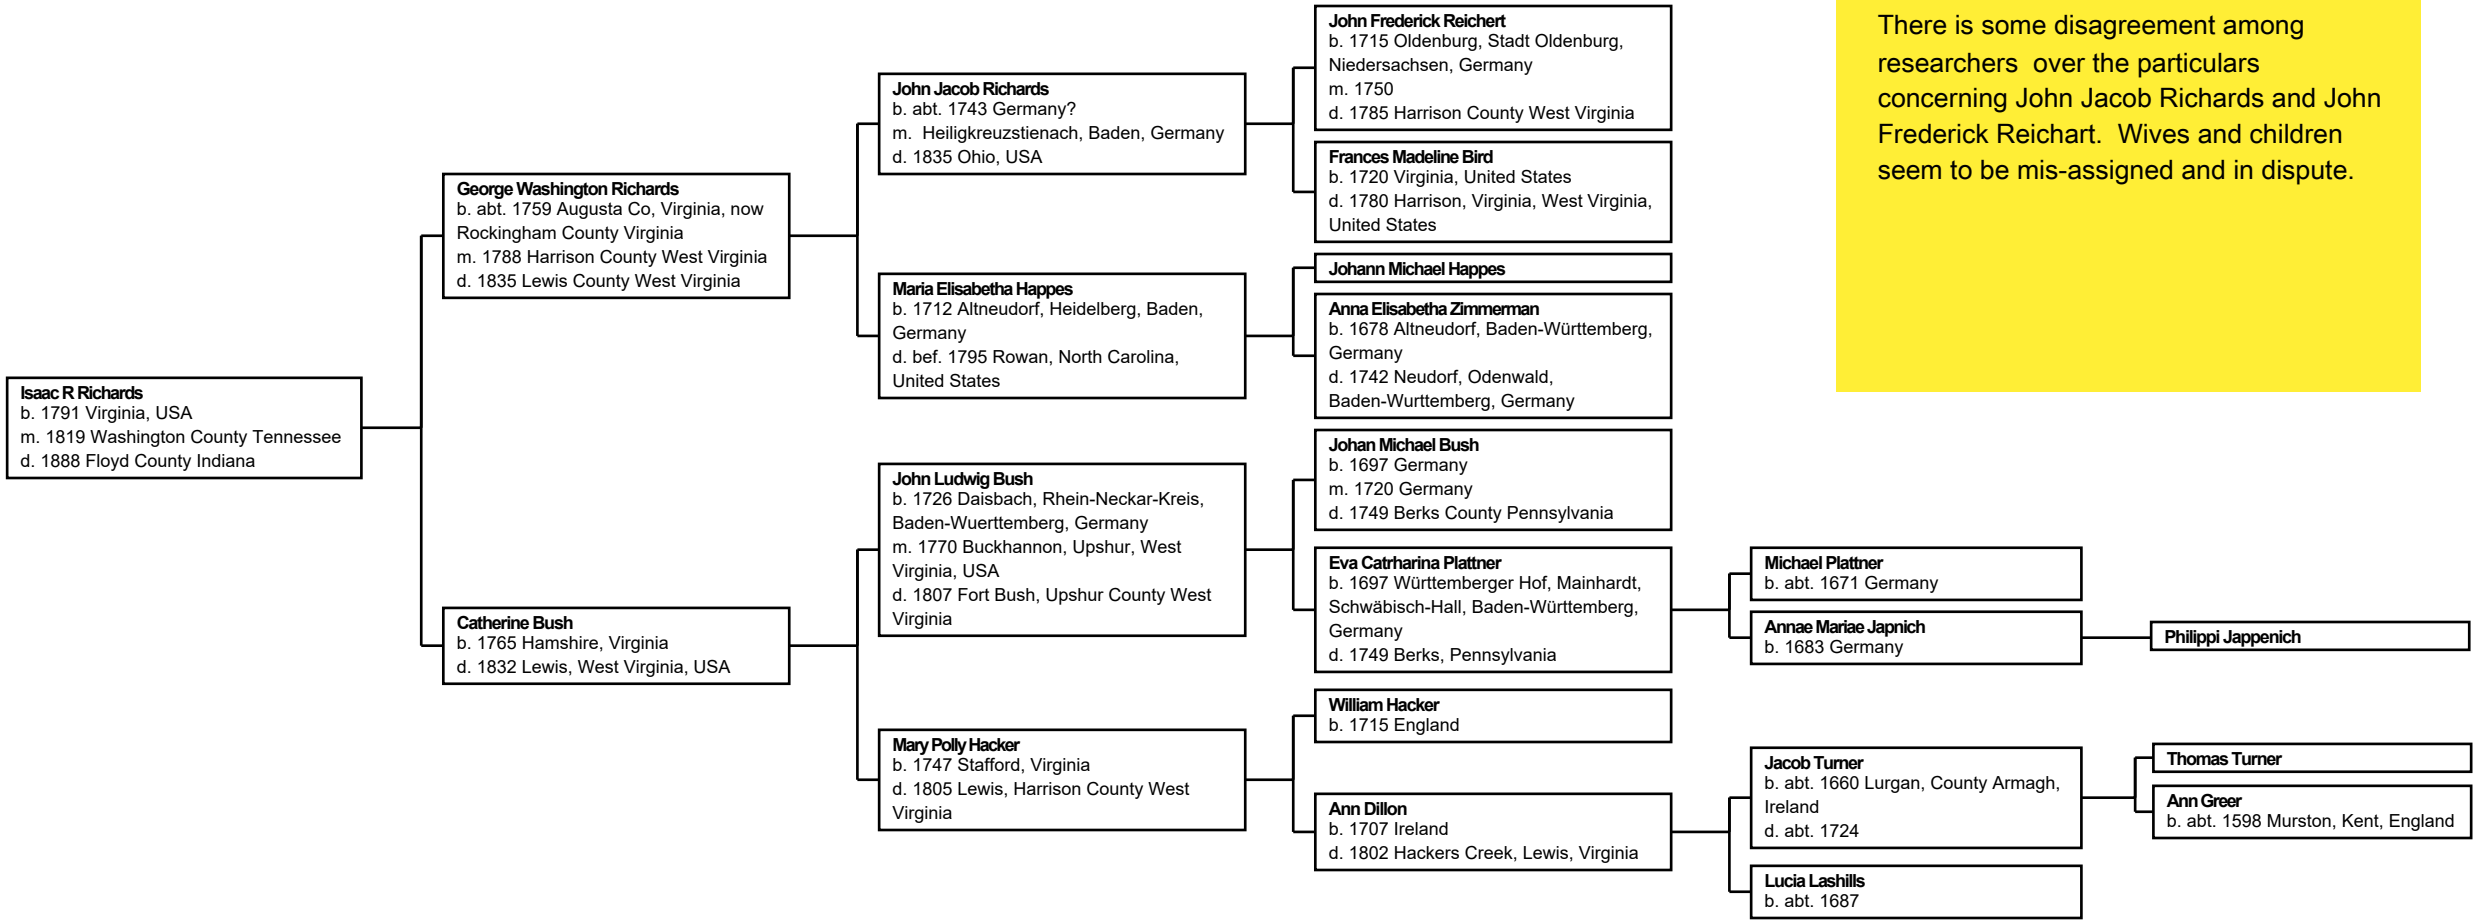 Isaac R Richards
b. 1791 Virginia, USA
m. 1819 Washington County Tennessee
d. 1888 Floyd County Indiana
George Washington Richards
b. abt. 1759 Augusta Co, Virginia, now
Rockingham County Virginia
m. 1788 Harrison County West Virginia
d. 1835 Lewis County West Virginia
Catherine Bush
b. 1765 Hamshire, Virginia
d. 1832 Lewis, West Virginia, USA
John Jacob Richards
b. abt. 1743 Germany?
m.  Heiligkreuzstienach, Baden, Germany
d. 1835 Ohio, USA
Maria Elisabetha Happes
b. 1712 Altneudorf, Heidelberg, Baden,
Germany
d. bef. 1795 Rowan, North Carolina,
United States
John Ludwig Bush
b. 1726 Daisbach, Rhein-Neckar-Kreis,
Baden-Wuerttemberg, Germany
m. 1770 Buckhannon, Upshur, West
Virginia, USA
d. 1807 Fort Bush, Upshur County West
Virginia
Mary Polly Hacker
b. 1747 Stafford, Virginia
d. 1805 Lewis, Harrison County West
Virginia
John Frederick Reichert
b. 1715 Oldenburg, Stadt Oldenburg,
Niedersachsen, Germany
m. 1750
d. 1785 Harrison County West Virginia
Frances Madeline Bird
b. 1720 Virginia, United States
d. 1780 Harrison, Virginia, West Virginia,
United States
Johann Michael Happes
Anna Elisabetha Zimmerman
b. 1678 Altneudorf, Baden-Württemberg,
Germany
d. 1742 Neudorf, Odenwald,
Baden-Wurttemberg, Germany
Johan Michael Bush
b. 1697 Germany
m. 1720 Germany
d. 1749 Berks County Pennsylvania
Eva Catrharina Plattner
b. 1697 Württemberger Hof, Mainhardt,
Schwäbisch-Hall, Baden-Württemberg,
Germany
d. 1749 Berks, Pennsylvania
William Hacker
b. 1715 England
Ann Dillon
b. 1707 Ireland
d. 1802 Hackers Creek, Lewis, Virginia
Michael Plattner
b. abt. 1671 Germany
Annae Mariae Japnich
b. 1683 Germany
Jacob Turner
b. abt. 1660 Lurgan, County Armagh,
Ireland
d. abt. 1724
Lucia Lashills
b. abt. 1687
Philippi Jappenich
Thomas Turner
Ann Greer
b. abt. 1598 Murston, Kent, England
There is some disagreement among
researchers  over the particulars
concerning John Jacob Richards and John
Frederick Reichart.  Wives and children
seem to be mis-assigned and in dispute.